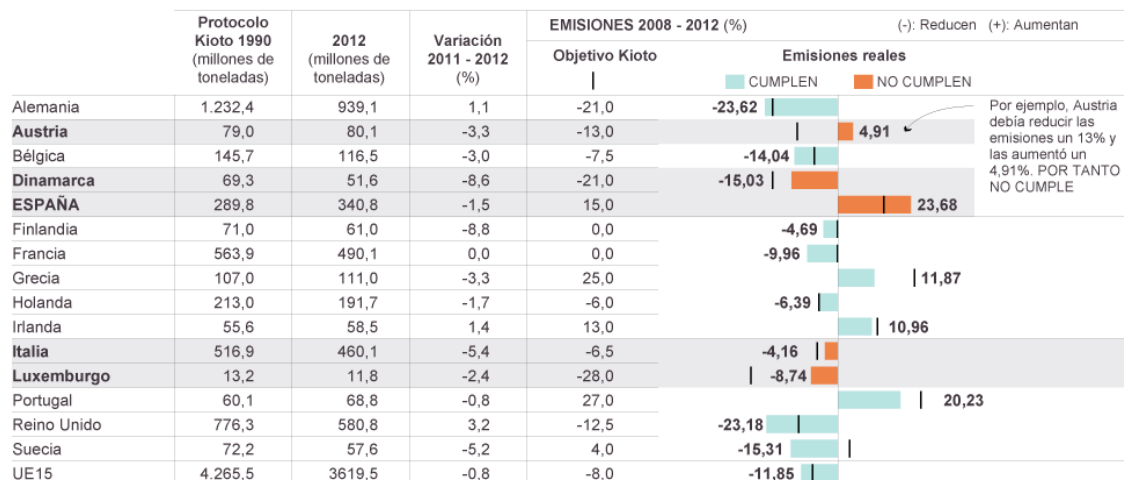 Protocolo Kioto 1990 (millones de toneladas)
2012 (millones de toneladas)
Variación 2011 - 2012 (%)
EMISIONES 2008 - 2012 (%)
(-): Reducen (+): Aumentan
Objetivo Kioto
Emisiones reales
CUMPLEN
NO CUMPLEN
Alemania 1.232,4 939,1 1,1 -21,0 -23,62
Austria 79,0 80,1 -3,3 -13,0 4,91
Bélgica 145,7 116,5 -3,0 -7,5 -14,04
Dinamarca 69,3 51,6 -8,6 -21,0 -15,03
ESPAÑA 289,8 340,8 -1,5 15,0 23,68
Finlandia 71,0 61,0 -8,8 0,0 -4,69
Francia 563,9 490,1 0,0 0,0 -9,96
Grecia 107,0 111,0 -3,3 25,0 11,87
Holanda 213,0 191,7 -1,7 -6,0 -6,39
Irlanda 55,6 58,5 1,4 13,0 10,96
Italia 516,9 460,1 -5,4 -6,5 -4,16
Luxemburgo 13,2 11,8 -2,4 -28,0 -8,74
Portugal 60,1 68,8 -0,8 27,0 20,23
Reino Unido 776,3 580,8 3,2 -12,5 -23,18
Suecia 72,2 57,6 -5,2 4,0 -15,31
UE15 4.265,5 3619,5 -0,8 -8,0 -11,85
Por ejemplo, Austria
debía reducir las
emisiones un 13% y
las aumentó un
4,91%. POR TANTO
NO CUMPLE